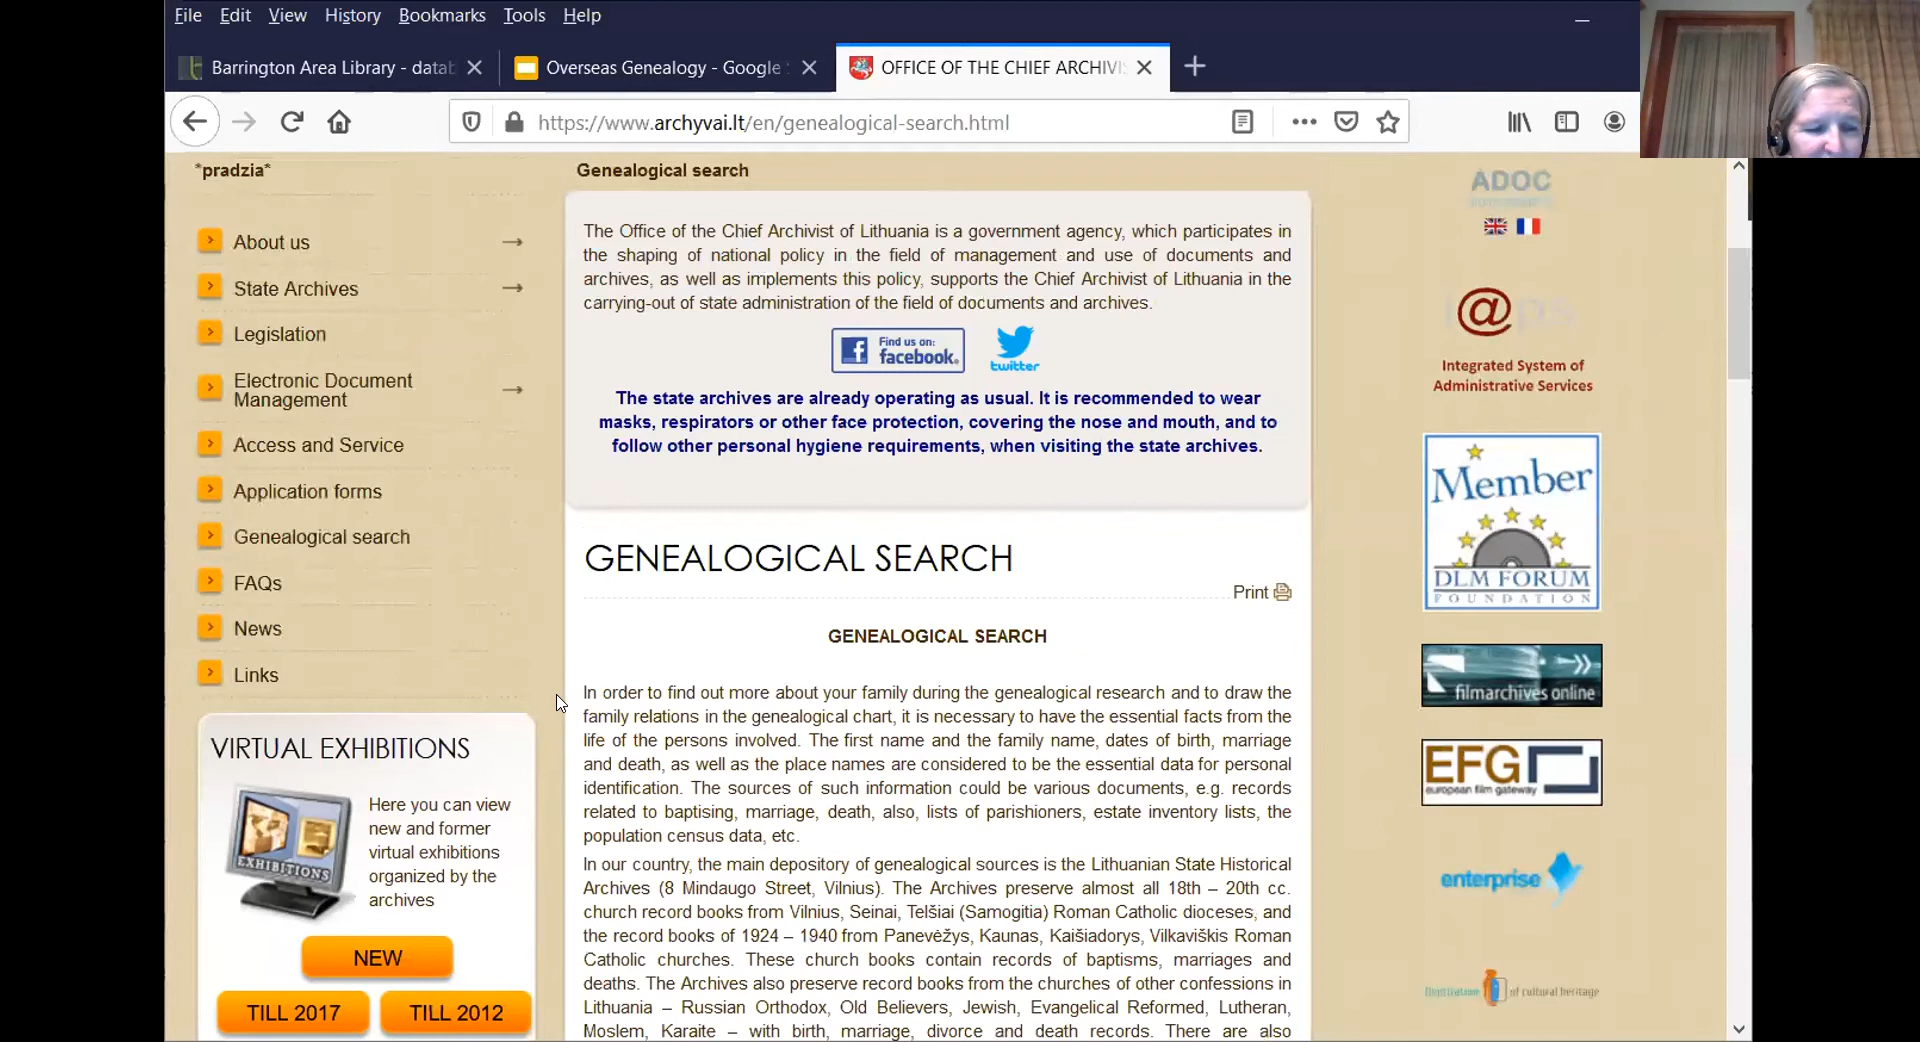 File Edit View History Bookmarks Tools Help
Barrington Area Library - datab
Overseas Genealogy - Google
OFFICE OF THE CHIEF ARCHIVI
https://www.archyvai.lt/en/genealogical-search.html
*pradzia*
About us
State Archives
Legislation
Electronic Document
Management
Access and Service
Application forms
Genealogical search
FAQs
News
Links
VIRTUAL EXHIBITIONS
EXHIBITIONS
Here you can view
new and former
virtual exhibitions
organized by the
archives
NEW
TILL 2017
TILL 2012
Genealogical search
The Office of the Chief Archivist of Lithuania is a government agency, which participates in
the shaping of national policy in the field of management and use of documents and
archives, as well as implements this policy, supports the Chief Archivist of Lithuania in the
carrying-out of state administration of the field of documents and archives.
Find us on:
facebook.
twitter
The state archives are already operating as usual. It is recommended to wear
masks, respirators or other face protection, covering the nose and mouth, and to
follow other personal hygiene requirements, when visiting the state archives.
GENEALOGICAL SEARCH
Print
GENEALOGICAL SEARCH
In order to find out more about your family during the genealogical research and to draw the
family relations in the genealogical chart, it is necessary to have the essential facts from the
life of the persons involved. The first name and the family name, dates of birth, marriage
and death, as well as the place names are considered to be the essential data for personal
identification. The sources of such information could be various documents, e.g. records
related to baptising, marriage, death, also, lists of parishioners, estate inventory lists, the
population census data, etc.
In our country, the main depository of genealogical sources is the Lithuanian State Historical
Archives (8 Mindaugo Street, Vilnius). The Archives preserve almost all 18th – 20th cc.
church record books from Vilnius, Seinai, Telšiai (Samogitia) Roman Catholic dioceses, and
the record books of 1924 – 1940 from Panevėžys, Kaunas, Kaišiadorys, Vilkaviškis Roman
Catholic churches. These church books contain records of baptisms, marriages and
deaths. The Archives also preserve record books from the churches of other confessions in
Lithuania – Russian Orthodox, Old Believers, Jewish, Evangelical Reformed, Lutheran,
Moslem, Karaite – with birth, marriage, divorce and death records. There are also
ADOC
Integrated System of
Administrative Services
Member
DLM FORUM
FOUNDATION
filmarchives online
EFG
european film gateway
enterprise
of cultural heritage